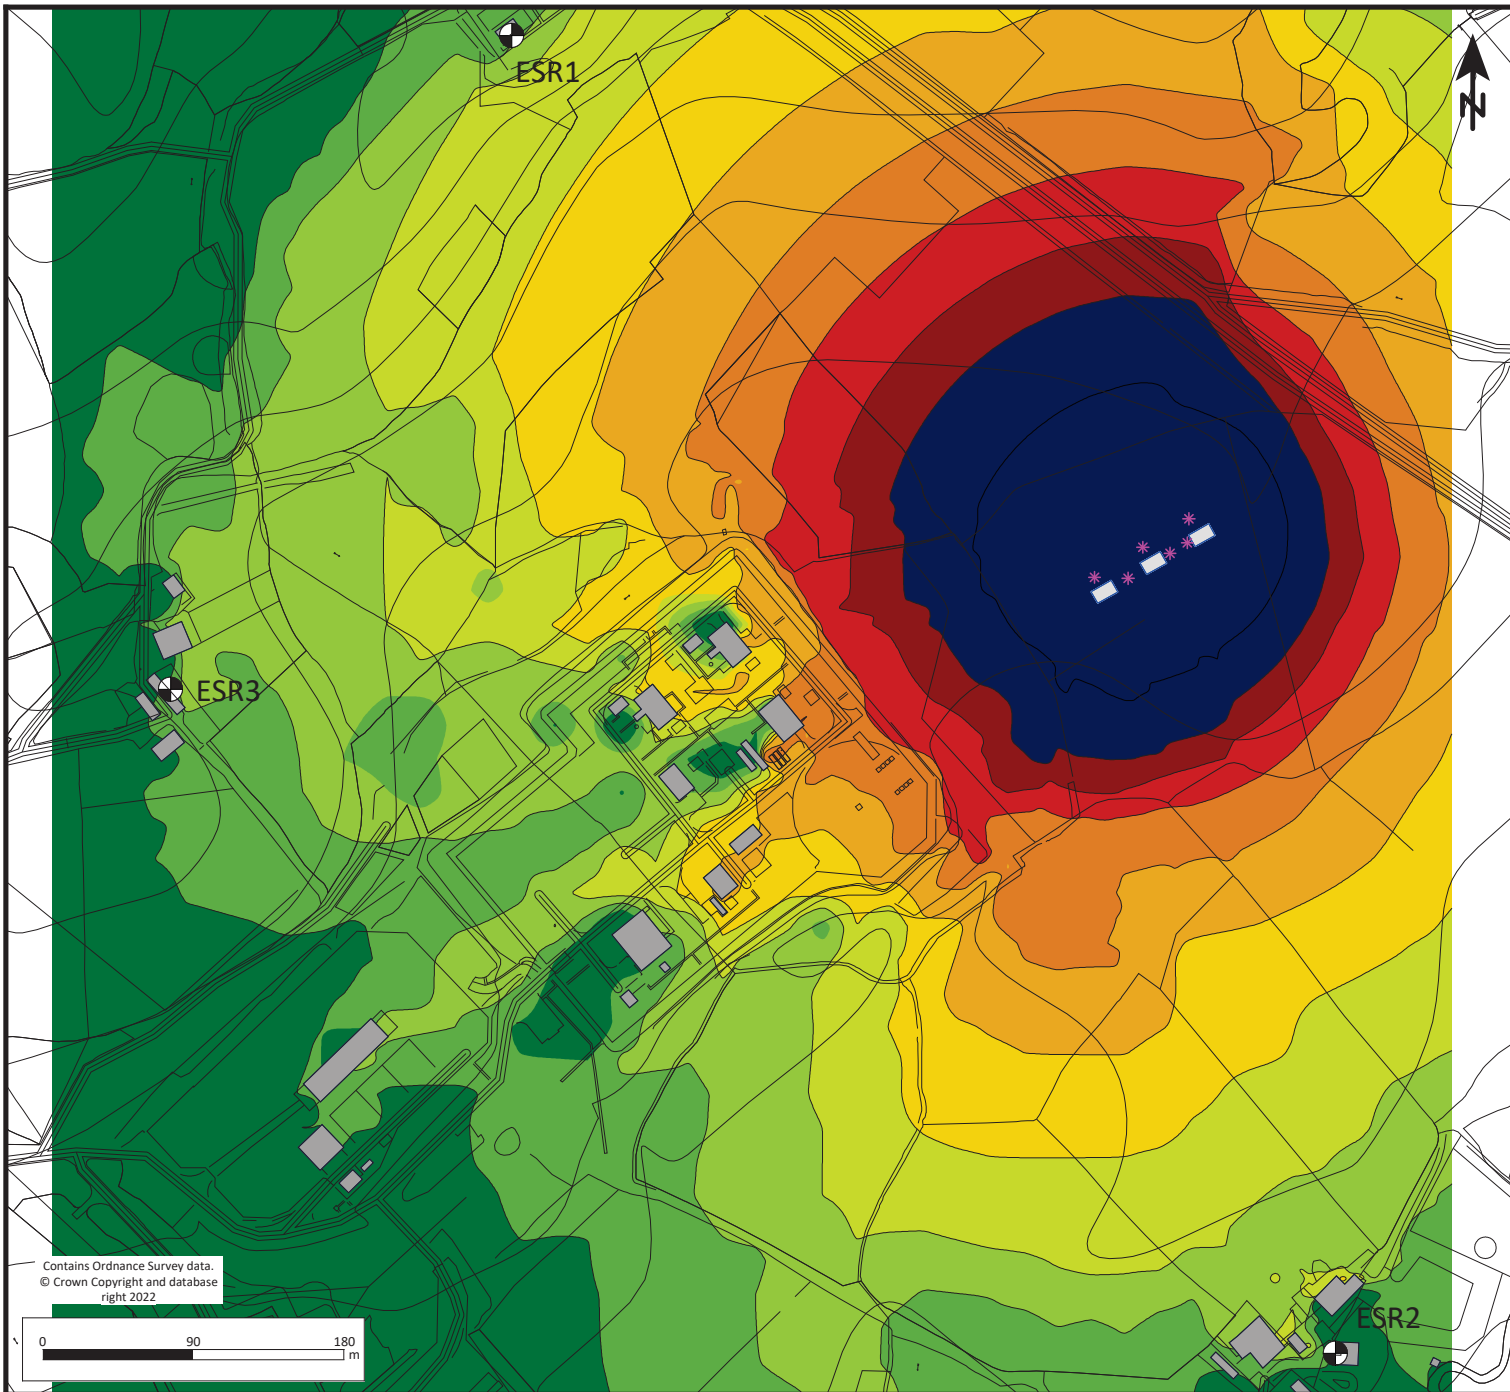 ESR1
N
ESR3
Contains Ordnance Survey data.
© Crown Copyright and database
right 2022
ESR2
0 90 180
m